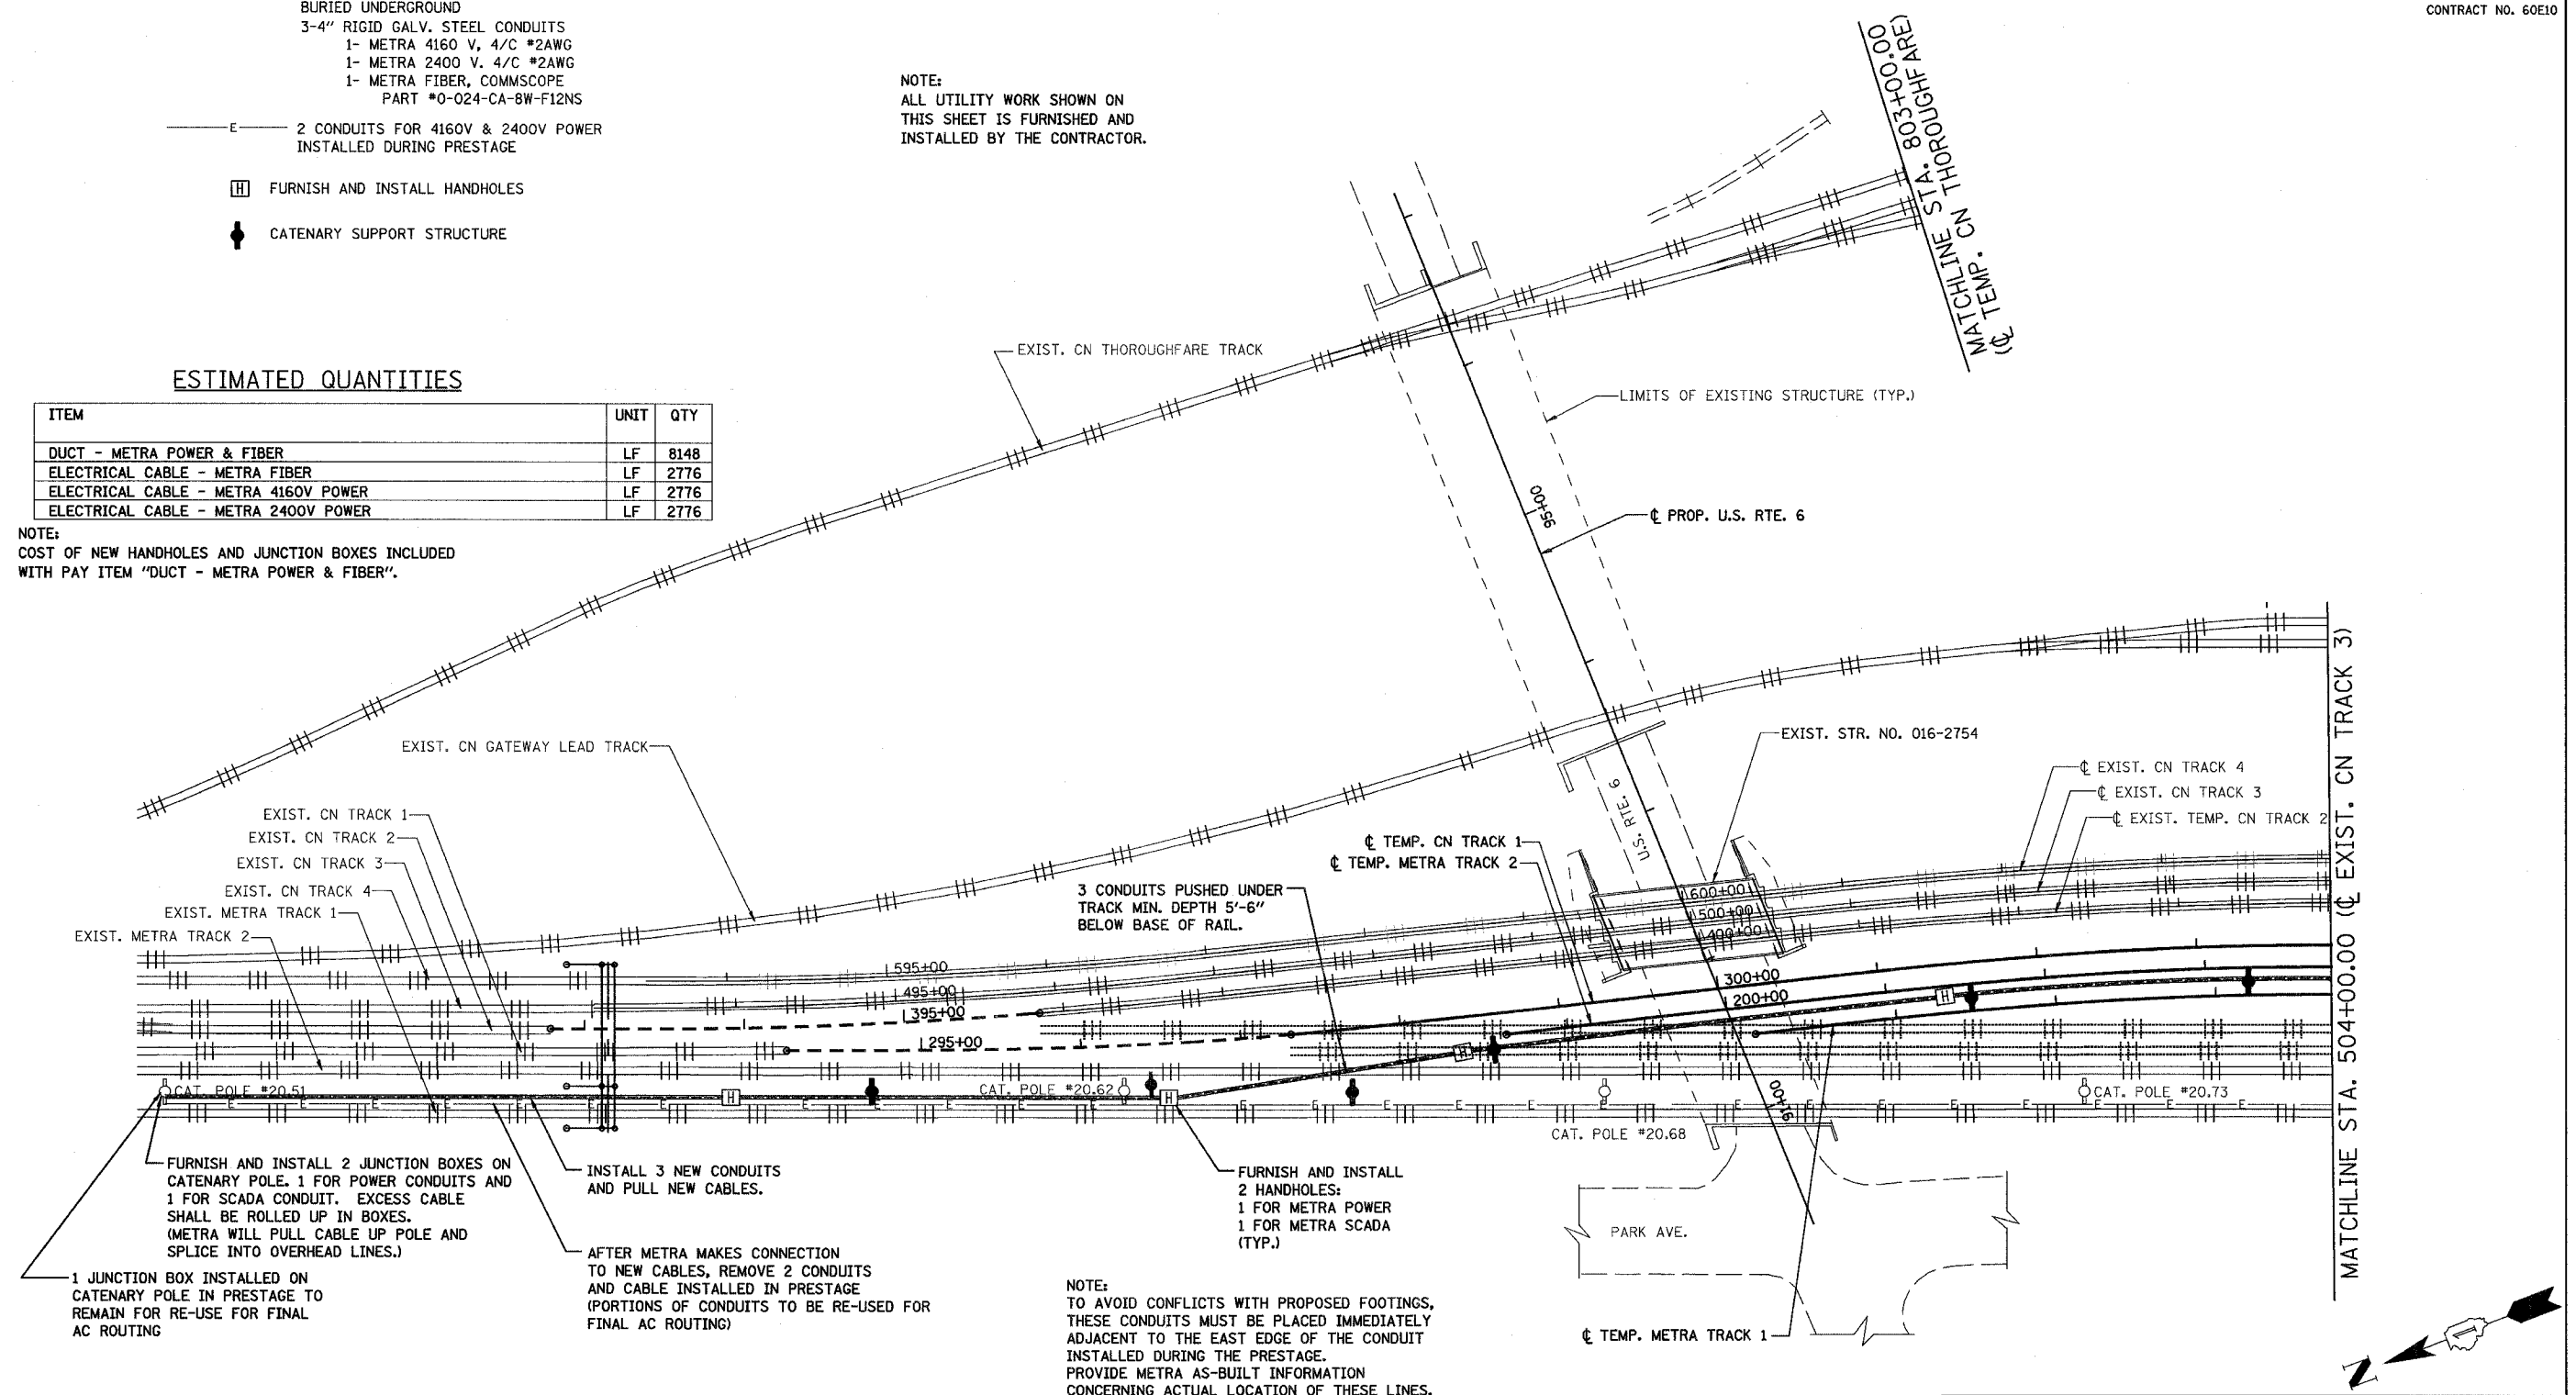 CONTRACT NO. 60E10
BURIED UNDERGROUND
3-4" RIGID GALV. STEEL CONDUITS
1- METRA 4160 V, 4/C #2AWG
1- METRA 2400 V. 4/C #2AWG
1- METRA FIBER, COMMSCOPE
PART #0-024-CA-8W-F12NS
E
2 CONDUITS FOR 4160V & 2400V POWER
INSTALLED DURING PRESTAGE
H
FURNISH AND INSTALL HANDHOLES
CATENARY SUPPORT STRUCTURE
NOTE:
ALL UTILITY WORK SHOWN ON
THIS SHEET IS FURNISHED AND
INSTALLED BY THE CONTRACTOR.
MATCHLINE STA. 803+00.00
(℄ TEMP. CN THOROUGHFARE)
ESTIMATED QUANTITIES
ITEM UNIT QTY
DUCT - METRA POWER & FIBER LF 8148
ELECTRICAL CABLE - METRA FIBER LF 2776
ELECTRICAL CABLE - METRA 4160V POWER LF 2776
ELECTRICAL CABLE - METRA 2400V POWER LF 2776
NOTE:
COST OF NEW HANDHOLES AND JUNCTION BOXES INCLUDED
WITH PAY ITEM "DUCT - METRA POWER & FIBER".
EXIST. CN THOROUGHFARE TRACK
LIMITS OF EXISTING STRUCTURE (TYP.)
95+00
℄ PROP. U.S. RTE. 6
EXIST. CN GATEWAY LEAD TRACK
EXIST. STR. NO. 016-2754
U.S. RTE. 6
℄ EXIST. CN TRACK 4
℄ EXIST. CN TRACK 3
℄ EXIST. TEMP. CN TRACK 2
EXIST. CN TRACK 1
EXIST. CN TRACK 2
EXIST. CN TRACK 3
EXIST. CN TRACK 4
EXIST. METRA TRACK 1
EXIST. METRA TRACK 2
℄ TEMP. CN TRACK 1
℄ TEMP. METRA TRACK 2
3 CONDUITS PUSHED UNDER
TRACK MIN. DEPTH 5'-6"
BELOW BASE OF RAIL.
600+00
500+00
400+00
300+00
200+00
595+00
495+00
395+00
295+00
H
H
H
H
CAT. POLE #20.51
CAT. POLE #20.62
CAT. POLE #20.68
CAT. POLE #20.73
91+00
MATCHLINE STA. 504+00.00 (℄ EXIST. CN TRACK 3)
FURNISH AND INSTALL 2 JUNCTION BOXES ON
CATENARY POLE. 1 FOR POWER CONDUITS AND
1 FOR SCADA CONDUIT. EXCESS CABLE
SHALL BE ROLLED UP IN BOXES.
(METRA WILL PULL CABLE UP POLE AND
SPLICE INTO OVERHEAD LINES.)
1 JUNCTION BOX INSTALLED ON
CATENARY POLE IN PRESTAGE TO
REMAIN FOR RE-USE FOR FINAL
AC ROUTING
INSTALL 3 NEW CONDUITS
AND PULL NEW CABLES.
AFTER METRA MAKES CONNECTION
TO NEW CABLES, REMOVE 2 CONDUITS
AND CABLE INSTALLED IN PRESTAGE
(PORTIONS OF CONDUITS TO BE RE-USED FOR
FINAL AC ROUTING)
FURNISH AND INSTALL
2 HANDHOLES:
1 FOR METRA POWER
1 FOR METRA SCADA
(TYP.)
PARK AVE.
℄ TEMP. METRA TRACK 1
NOTE:
TO AVOID CONFLICTS WITH PROPOSED FOOTINGS,
THESE CONDUITS MUST BE PLACED IMMEDIATELY
ADJACENT TO THE EAST EDGE OF THE CONDUIT
INSTALLED DURING THE PRESTAGE.
PROVIDE METRA AS-BUILT INFORMATION
CONCERNING ACTUAL LOCATION OF THESE LINES.
N